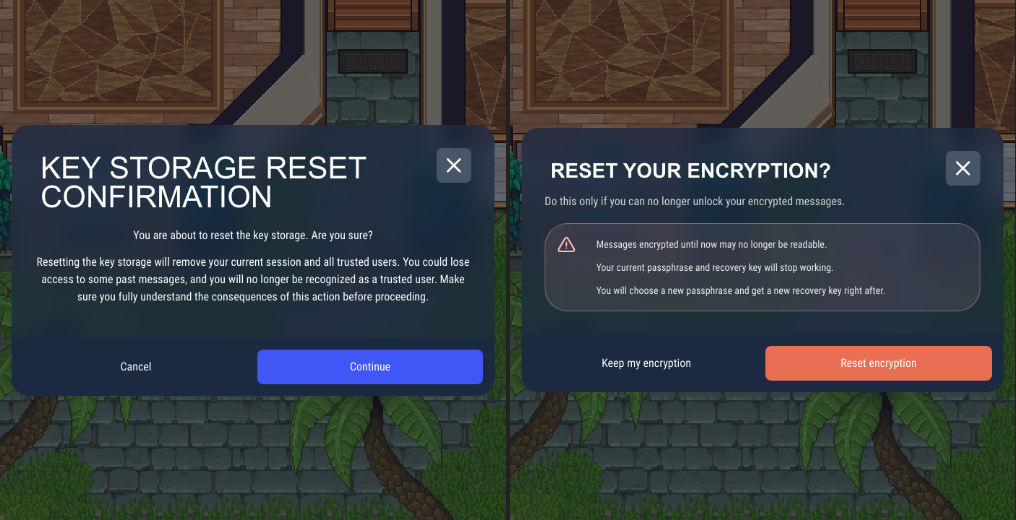 KEY STORAGE RESET
CONFIRMATION
You are about to reset the key storage. Are you sure?
Resetting the key storage will remove your current session and all trusted users. You could lose
access to some past messages, and you will no longer be recognized as a trusted user. Make
sure you fully understand the consequences of this action before proceeding.
Cancel
Continue
RESET YOUR ENCRYPTION?
Do this only if you can no longer unlock your encrypted messages.
Messages encrypted until now may no longer be readable.
Your current passphrase and recovery key will stop working.
You will choose a new passphrase and get a new recovery key right after.
Keep my encryption
Reset encryption